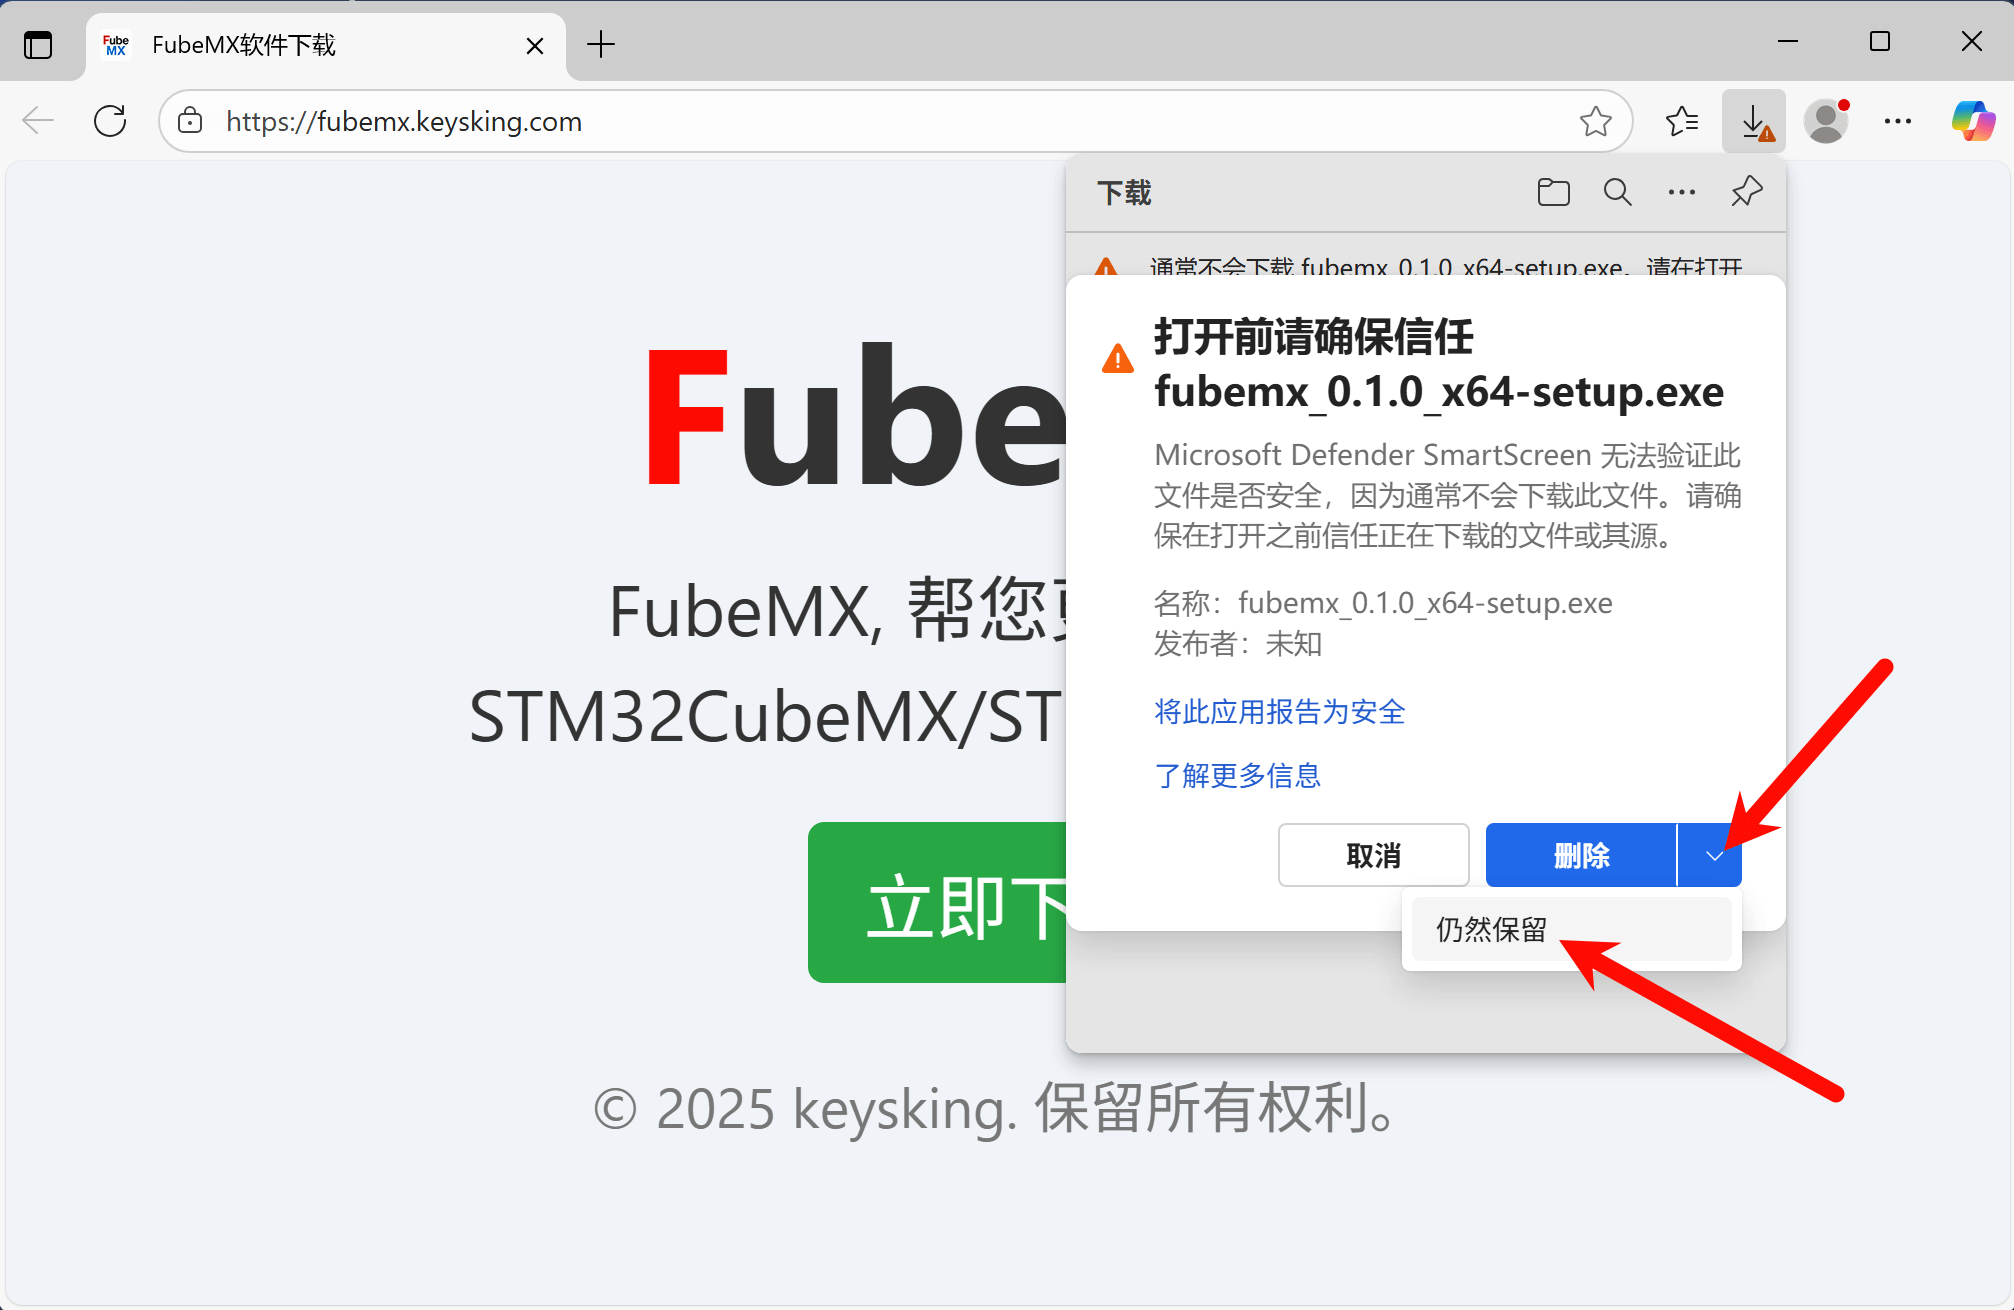 Fube
MX
FubeMX软件下载
https://fubemx.keysking.com
下载
通常不会下载 fubemx_0.1.0_x64-setup.exe。请在打开
打开前请确保信任
fubemx_0.1.0_x64-setup.exe
Microsoft Defender SmartScreen 无法验证此
文件是否安全，因为通常不会下载此文件。请确
保在打开之前信任正在下载的文件或其源。
名称：fubemx_0.1.0_x64-setup.exe
发布者：未知
将此应用报告为安全
了解更多信息
取消
删除
仍然保留
Fube
FubeMX, 帮您
STM32CubeMX/ST
立即下
© 2025 keysking. 保留所有权利。